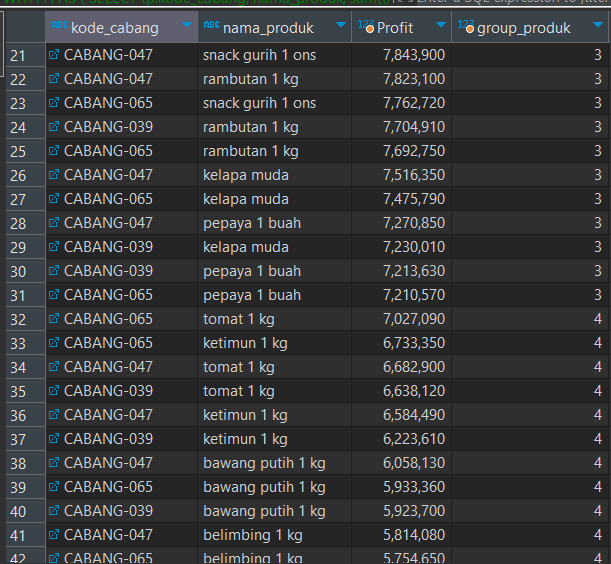 kode_cabang nama_produk Profit group_produk
21 CABANG-047 snack gurih 1 ons 7,843,900 3
22 CABANG-047 rambutan 1 kg 7,823,100 3
23 CABANG-065 snack gurih 1 ons 7,762,720 3
24 CABANG-039 rambutan 1 kg 7,704,910 3
25 CABANG-065 rambutan 1 kg 7,692,750 3
26 CABANG-047 kelapa muda 7,516,350 3
27 CABANG-065 kelapa muda 7,475,790 3
28 CABANG-047 pepaya 1 buah 7,270,850 3
29 CABANG-039 kelapa muda 7,230,010 3
30 CABANG-039 pepaya 1 buah 7,213,630 3
31 CABANG-065 pepaya 1 buah 7,210,570 3
32 CABANG-065 tomat 1 kg 7,027,090 4
33 CABANG-065 ketimun 1 kg 6,733,350 4
34 CABANG-047 tomat 1 kg 6,682,900 4
35 CABANG-039 tomat 1 kg 6,638,120 4
36 CABANG-047 ketimun 1 kg 6,584,490 4
37 CABANG-039 ketimun 1 kg 6,223,610 4
38 CABANG-047 bawang putih 1 kg 6,058,130 4
39 CABANG-065 bawang putih 1 kg 5,933,360 4
40 CABANG-039 bawang putih 1 kg 5,923,700 4
41 CABANG-047 belimbing 1 kg 5,814,080 4
42 CABANG-065 belimbing 1 kg 5,754,650 4